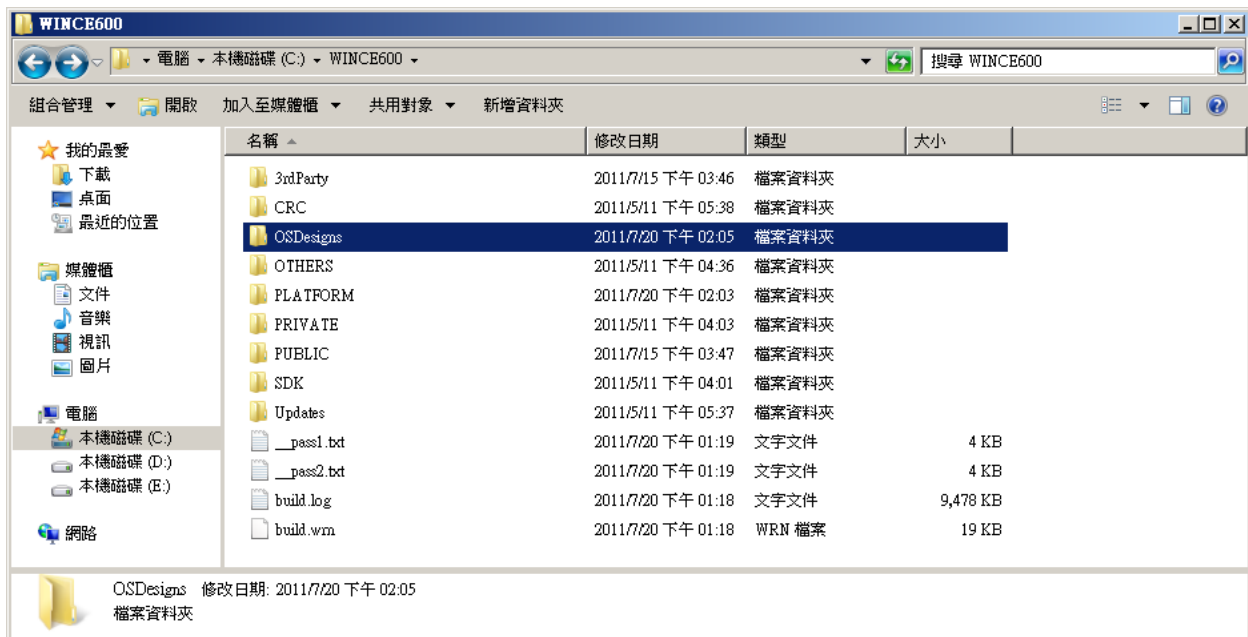 WINCE600
電腦 本機磁碟 (C:) WINCE600
搜尋 WINCE600
組合管理 開啟 加入至媒體櫃 共用對象 新增資料夾
我的最愛
下載
桌面
最近的位置
媒體櫃
文件
音樂
視訊
圖片
電腦
本機磁碟 (C:)
本機磁碟 (D:)
本機磁碟 (E:)
網路
名稱 修改日期 類型 大小
3rdParty 2011/7/15 下午 03:46 檔案資料夾
CRC 2011/5/11 下午 05:38 檔案資料夾
OSDesigns 2011/7/20 下午 02:05 檔案資料夾
OTHERS 2011/5/11 下午 04:36 檔案資料夾
PLATFORM 2011/7/20 下午 02:03 檔案資料夾
PRIVATE 2011/5/11 下午 04:03 檔案資料夾
PUBLIC 2011/7/15 下午 03:47 檔案資料夾
SDK 2011/5/11 下午 04:01 檔案資料夾
Updates 2011/5/11 下午 05:37 檔案資料夾
__pass1.txt 2011/7/20 下午 01:19 文字文件 4 KB
__pass2.txt 2011/7/20 下午 01:19 文字文件 4 KB
build.log 2011/7/20 下午 01:18 文字文件 9,478 KB
build.wrn 2011/7/20 下午 01:18 WRN 檔案 19 KB
OSDesigns 修改日期: 2011/7/20 下午 02:05
檔案資料夾